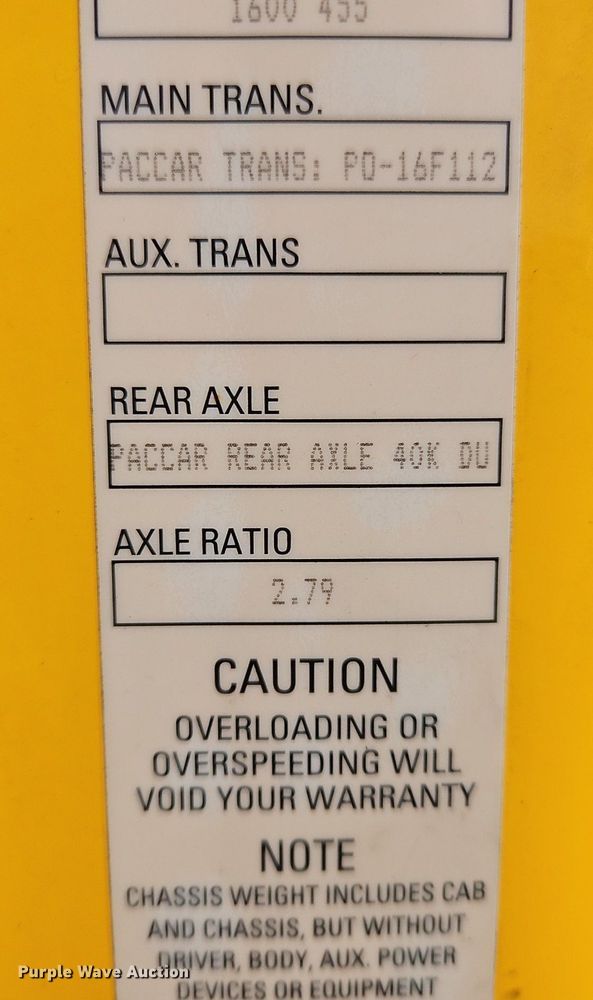 1600 455
MAIN TRANS.
PACCAR TRANS: PO-16F112
AUX. TRANS
REAR AXLE
PACCAR REAR AXLE 40K DU
AXLE RATIO
2.79
CAUTION
OVERLOADING OR
OVERSPEEDING WILL
VOID YOUR WARRANTY
NOTE
CHASSIS WEIGHT INCLUDES CAB
AND CHASSIS, BUT WITHOUT
DRIVER, BODY, AUX. POWER
DEVICES OR EQUIPMENT
Purple Wave Auction